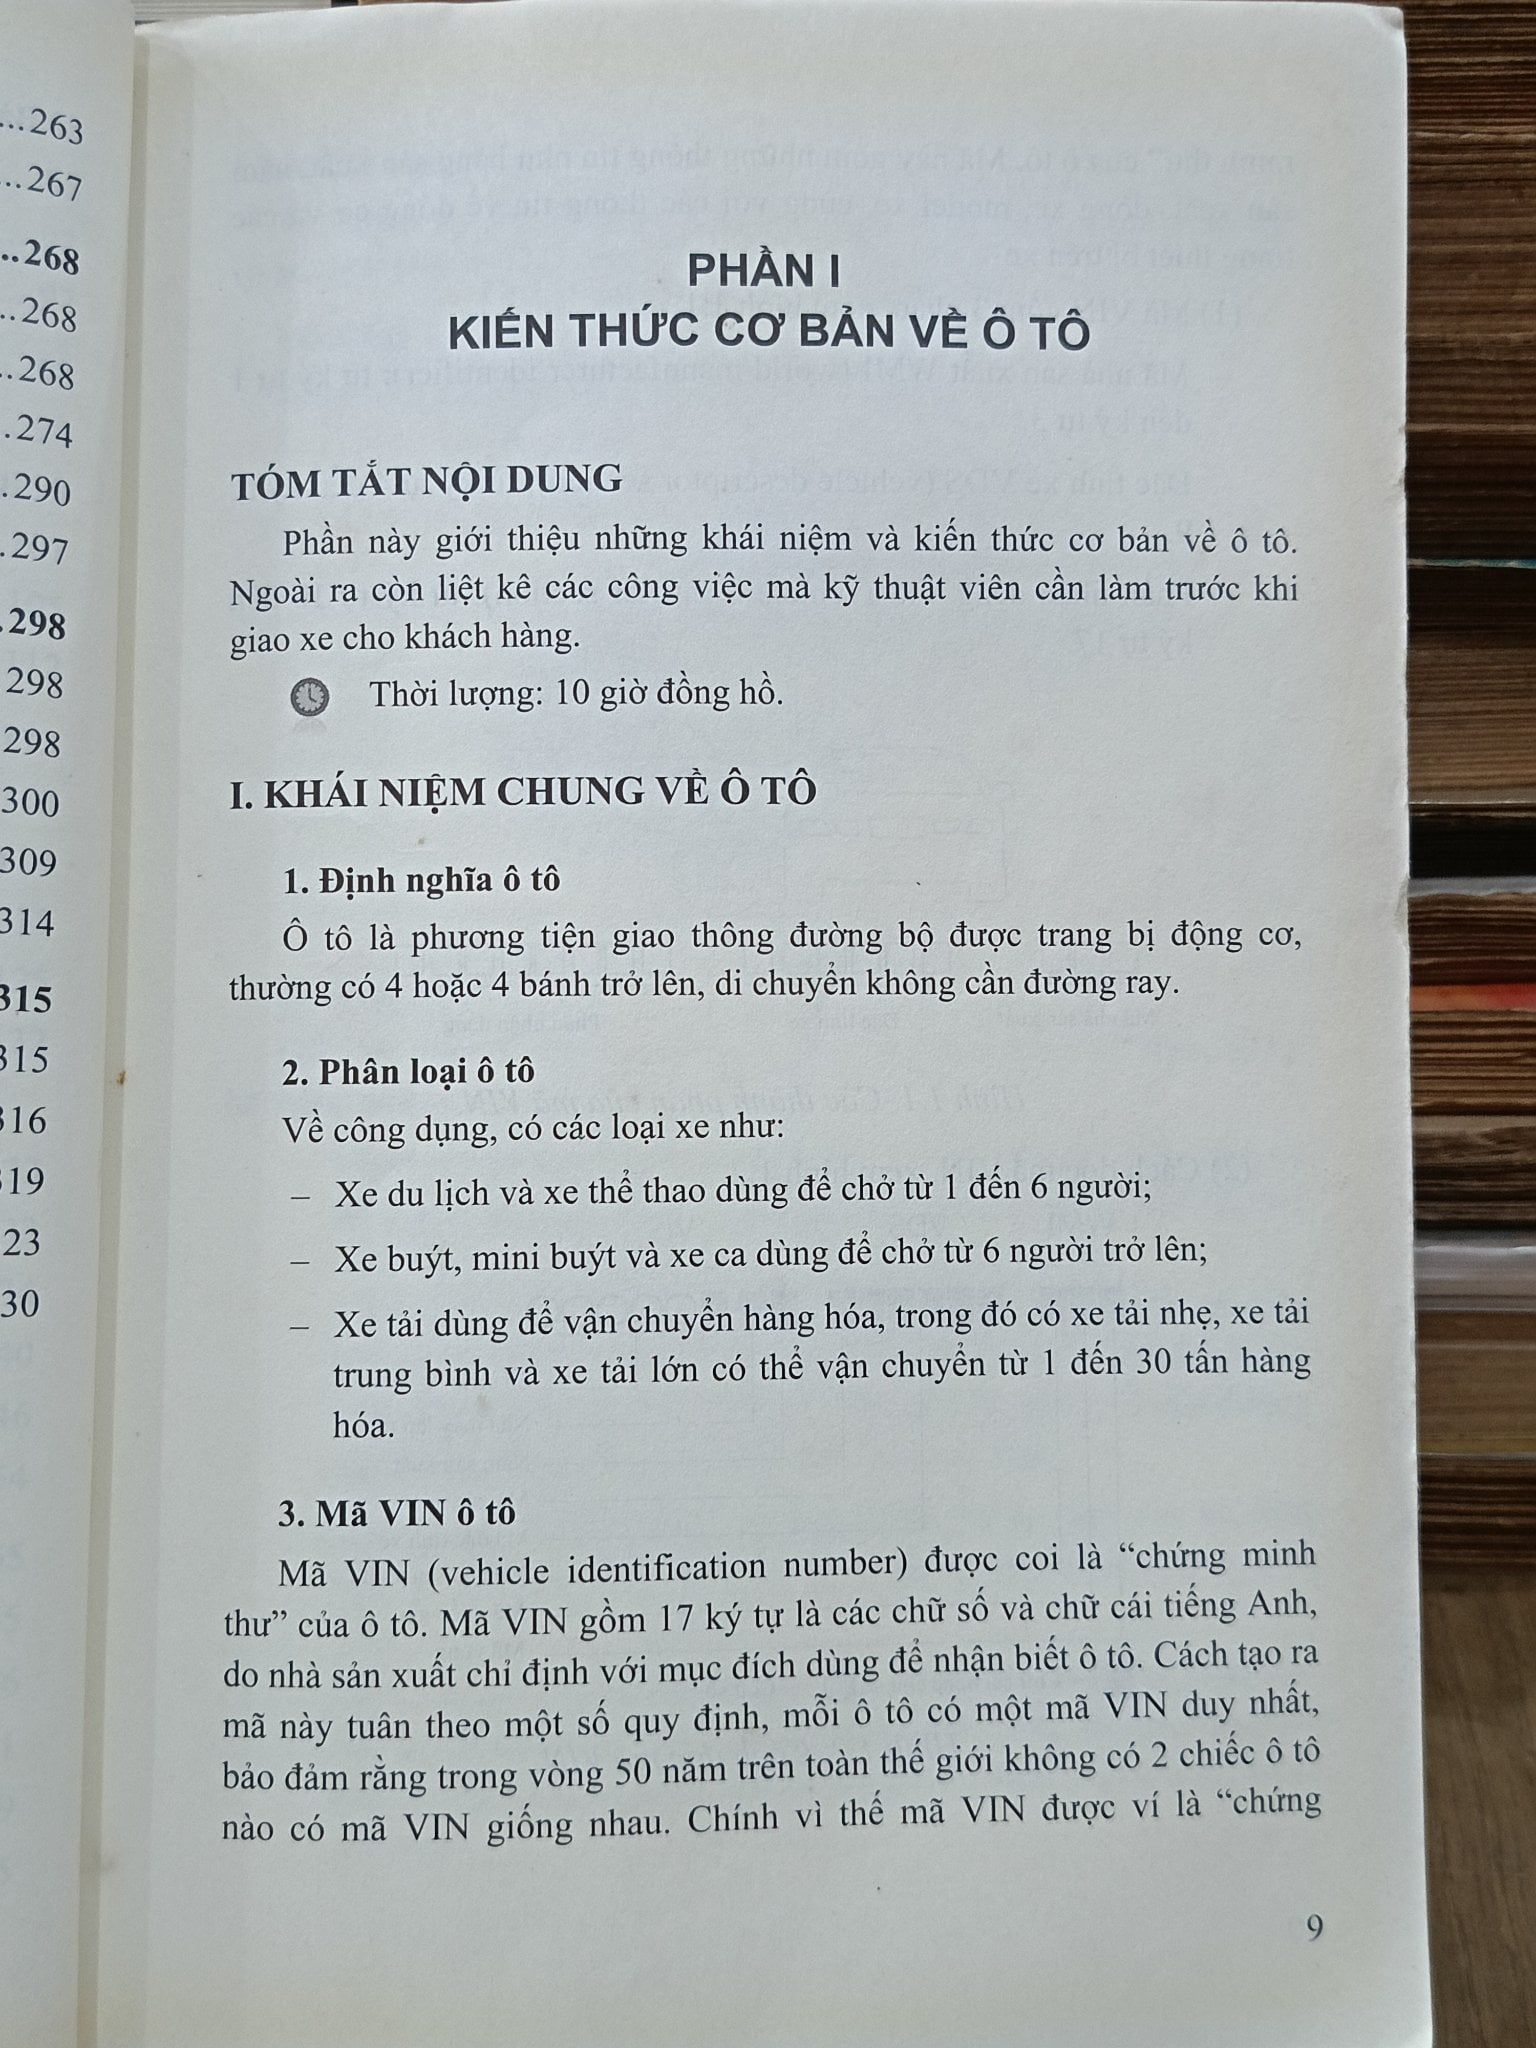 ...263
...267
..268
..268
..268
.274
.290
.297
.298
298
298
300
309
314
315
315
316
319
23
30
PHẦN I
KIẾN THỨC CƠ BẢN VỀ Ô TÔ
TÓM TẮT NỘI DUNG
Phần này giới thiệu những khái niệm và kiến thức cơ bản về ô tô.
Ngoài ra còn liệt kê các công việc mà kỹ thuật viên cần làm trước khi
giao xe cho khách hàng.
Thời lượng: 10 giờ đồng hồ.
I. KHÁI NIỆM CHUNG VỀ Ô TÔ
1. Định nghĩa ô tô
Ô tô là phương tiện giao thông đường bộ được trang bị động cơ,
thường có 4 hoặc 4 bánh trở lên, di chuyển không cần đường ray.
2. Phân loại ô tô
Về công dụng, có các loại xe như:
– Xe du lịch và xe thể thao dùng để chở từ 1 đến 6 người;
– Xe buýt, mini buýt và xe ca dùng để chở từ 6 người trở lên;
– Xe tải dùng để vận chuyển hàng hóa, trong đó có xe tải nhẹ, xe tải
trung bình và xe tải lớn có thể vận chuyển từ 1 đến 30 tấn hàng
hóa.
3. Mã VIN ô tô
Mã VIN (vehicle identification number) được coi là “chứng minh
thư” của ô tô. Mã VIN gồm 17 ký tự là các chữ số và chữ cái tiếng Anh,
do nhà sản xuất chỉ định với mục đích dùng để nhận biết ô tô. Cách tạo ra
mã này tuân theo một số quy định, mỗi ô tô có một mã VIN duy nhất,
bảo đảm rằng trong vòng 50 năm trên toàn thế giới không có 2 chiếc ô tô
nào có mã VIN giống nhau. Chính vì thế mã VIN được ví là “chứng
9